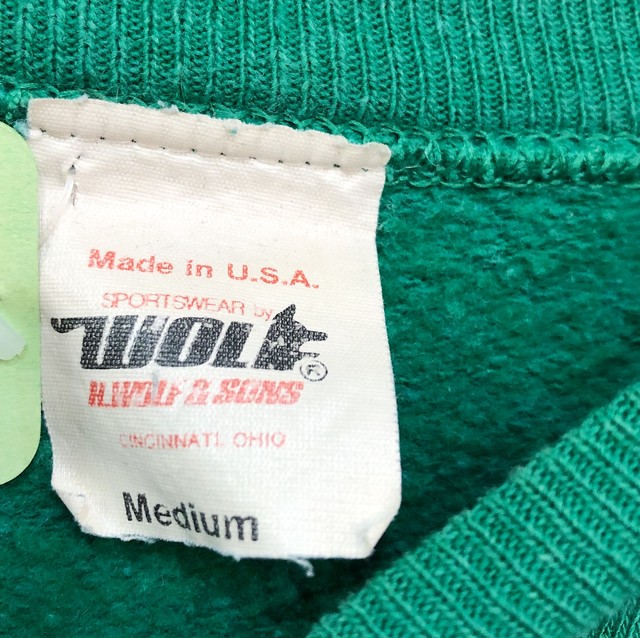 Made in U.S.A.
SPORTSWEAR by
WOLF®
H.WOLF & SONS
CINCINNATI, OHIO
Medium